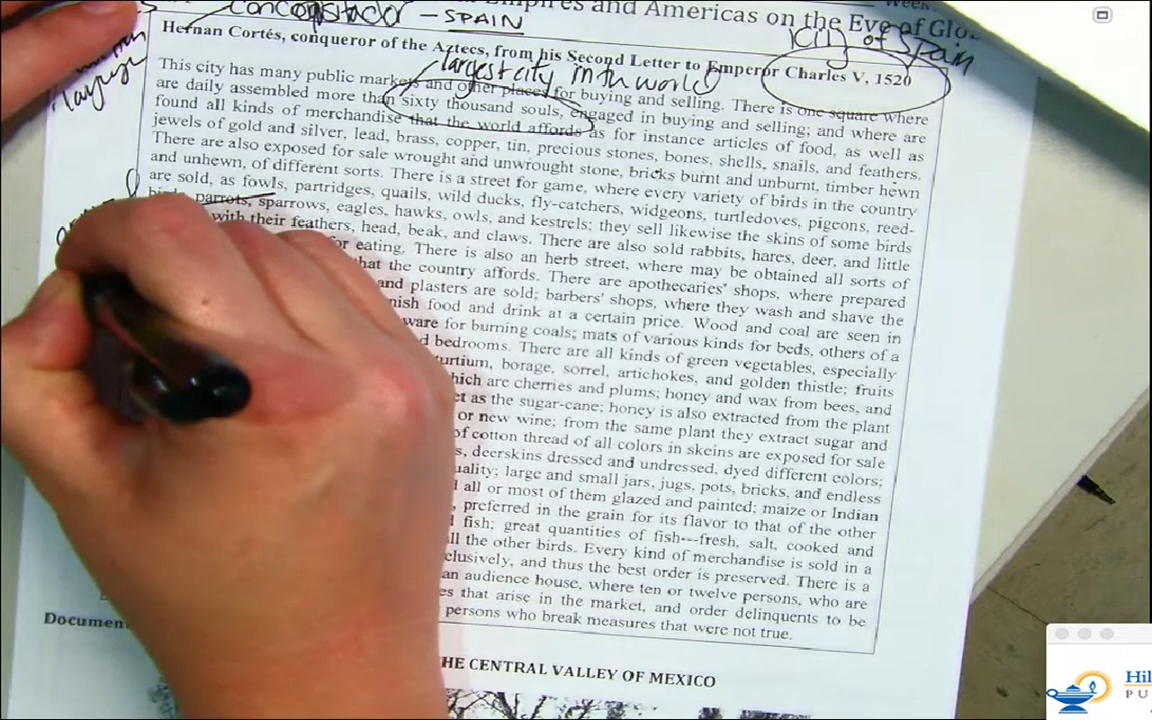 Conquistador - SPAIN
Empires and Americas on the Eve of Glo
King of Spain
Hernan Cortés, conqueror of the Aztecs, from his Second Letter to Emperor Charles V, 1520
largest city in the world
This city has many public markets and other places for buying and selling. There is one square where
are daily assembled more than sixty thousand souls, engaged in buying and selling; and where are
found all kinds of merchandise that the world affords as for instance articles of food, as well as
jewels of gold and silver, lead, brass, copper, tin, precious stones, bones, shells, snails, and feathers.
There are also exposed for sale wrought and unwrought stone, bricks burnt and unburnt, timber hewn
and unhewn, of different sorts. There is a street for game, where every variety of birds in the country
are sold, as fowls, partridges, quails, wild ducks, fly-catchers, widgeons, turtledoves, pigeons, reed-
birds, parrots, sparrows, eagles, hawks, owls, and kestrels; they sell likewise the skins of some birds
with their feathers, head, beak, and claws. There are also sold rabbits, hares, deer, and little
for eating. There is also an herb street, where may be obtained all sorts of
that the country affords. There are apothecaries' shops, where prepared
and plasters are sold; barbers' shops, where they wash and shave the
nish food and drink at a certain price. Wood and coal are seen in
ware for burning coals; mats of various kinds for beds, others of a
d bedrooms. There are all kinds of green vegetables, especially
turtium, borage, sorrel, artichokes, and golden thistle; fruits
hich are cherries and plums; honey and wax from bees, and
et as the sugar-cane; honey is also extracted from the plant
or new wine; from the same plant they extract sugar and
of cotton thread of all colors in skeins are exposed for sale
s, deerskins dressed and undressed, dyed different colors;
uality; large and small jars, jugs, pots, bricks, and endless
d all or most of them glazed and painted; maize or Indian
, preferred in the grain for its flavor to that of the other
d fish; great quantities of fish---fresh, salt, cooked and
ll the other birds. Every kind of merchandise is sold in a
clusively, and thus the best order is preserved. There is a
an audience house, where ten or twelve persons, who are
es that arise in the market, and order delinquents to be
persons who break measures that were not true.
Documen
HE CENTRAL VALLEY OF MEXICO
Hil
PU